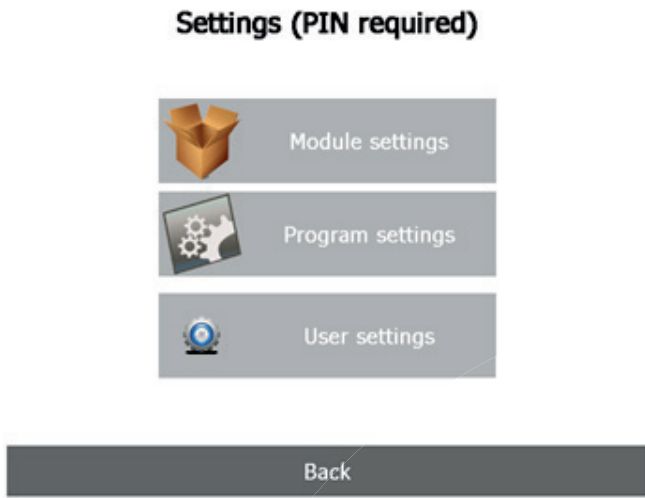 Settings (PIN required)
Module settings
Program settings
User settings
Back